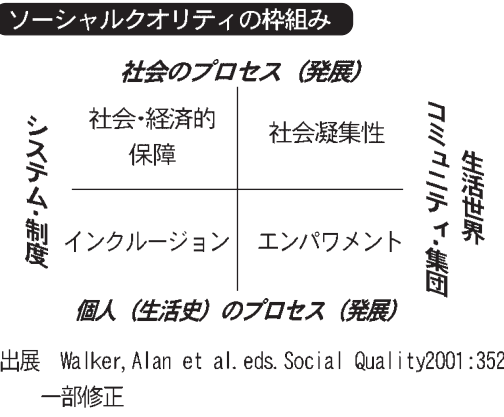 ソーシャルクオリティの枠組み
社会のプロセス（発展）
システム・制度
社会・経済的
保障
社会凝集性
インクルージョン
エンパワメント
生活世界
コミュニティ・集団
個人（生活史）のプロセス（発展）
出展　Walker,Alan et al.eds.Social Quality2001:352
一部修正